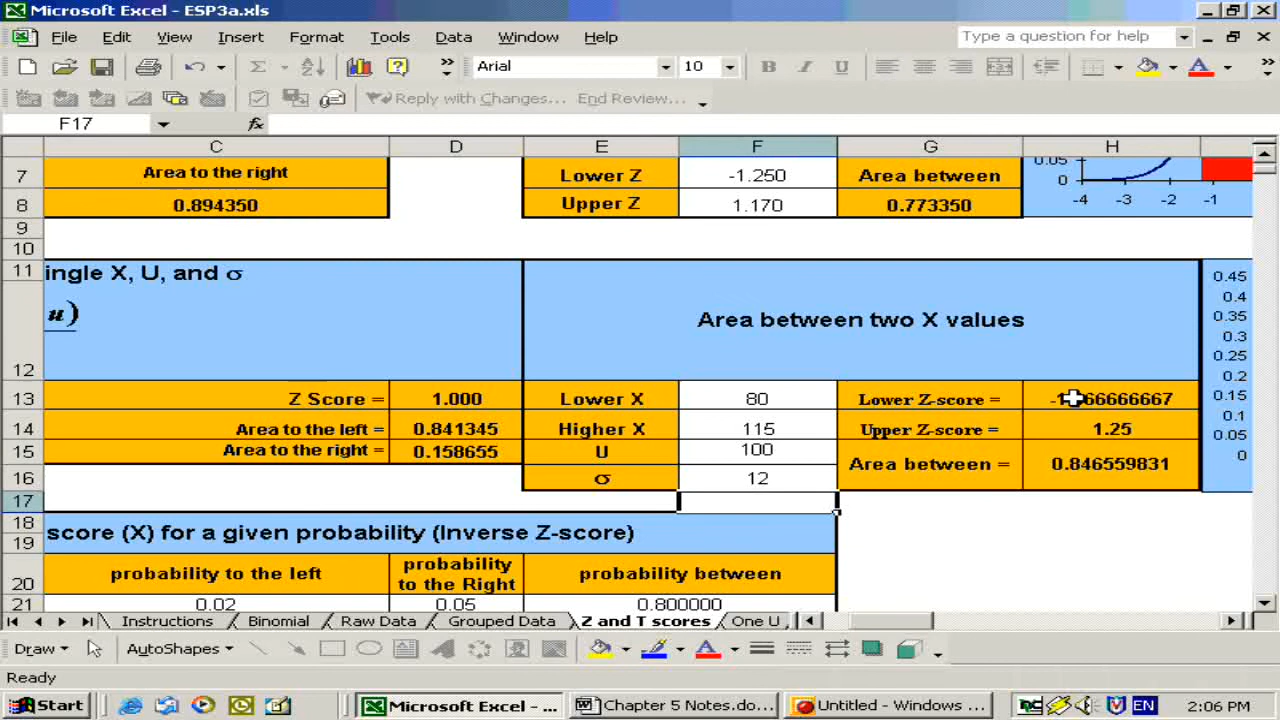 Microsoft Excel - ESP3a.xls
File Edit View Insert Format Tools Data Window Help Type a question for help
Arial 10 B I U A
Reply with Changes... End Review...
F17 fx
C D E F G H
7 Area to the right Lower Z -1.250 Area between 0.05
8 0.894350 Upper Z 1.170 0.773350 0 -4 -3 -2 -1
9
10
11 ingle X, U, and σ 0.45
12 u) Area between two X values 0.4
0.35
0.3
0.25
0.2
13 Z Score = 1.000 Lower X 80 Lower Z-score = 0.15
14 Area to the left = 0.841345 Higher X 115 Upper Z-score = 1.25 0.1
0.05
15 Area to the right = 0.158655 U 100 Area between = 0.846559831 0
16 σ 12
17
18
19 score (X) for a given probability (Inverse Z-score)
20 probability to the left probability to the Right probability between
21 0.02 0.05 0.800000
Instructions Binomial Raw Data Grouped Data Z and T scores One U
Draw AutoShapes A
Ready
Start Microsoft Excel - ... Chapter 5 Notes.do... Untitled - Windows ... EN 2:06 PM